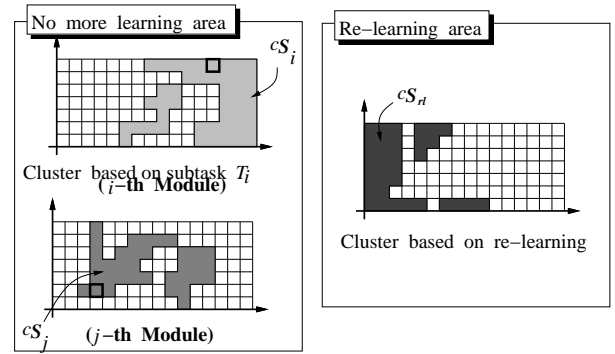 No more learning area
cS_i
Cluster based on subtask T_i
(i-th Module)
cS_j
(j-th Module)
Re-learning area
cS_rl
Cluster based on re-learning